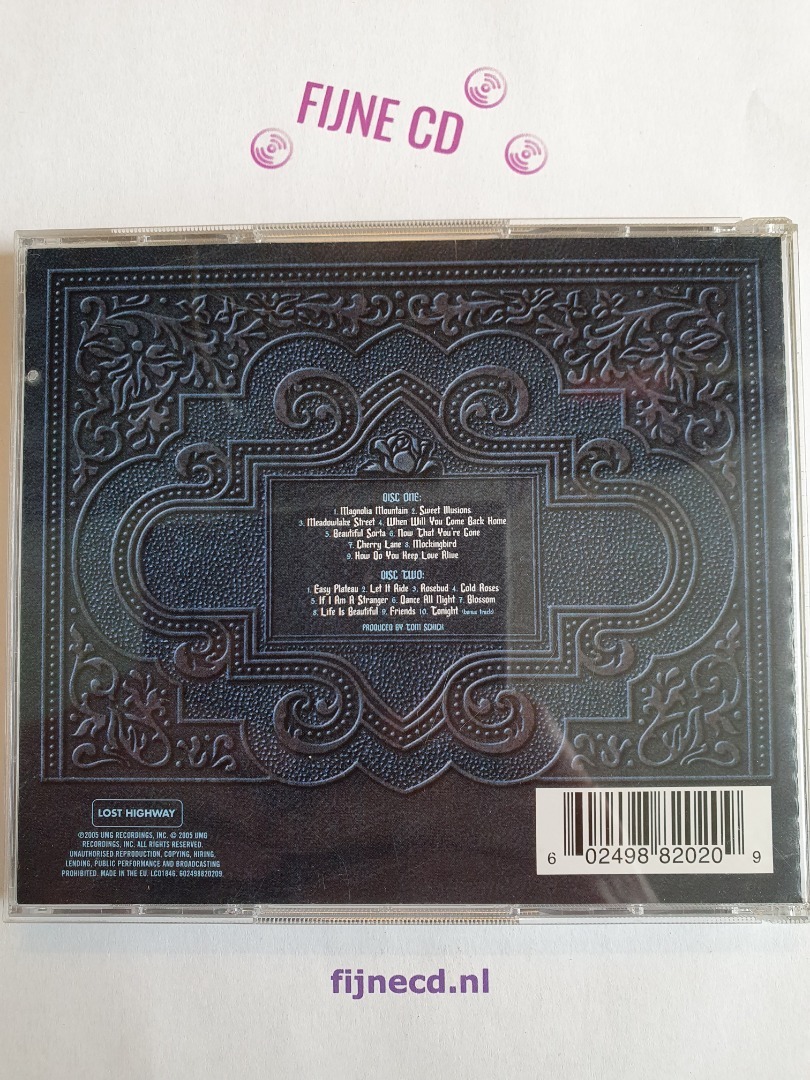 FIJNE CD
DISC ONE:
1. Magnolia Mountain 2. Sweet Illusions
3. Meadowlake Street 4. When Will You Come Back Home
5. Beautiful Sorta 6. Now That You're Gone
7. Cherry Lane 8. Mockingbird
9. How Do You Keep Love Alive
DISC TWO:
1. Easy Plateau 2. Let It Ride 3. Rosebud 4. Cold Roses
5. If I Am A Stranger 6. Dance All Night 7. Blossom
8. Life Is Beautiful 9. Friends 10. Tonight (bonus track)
PRODUCED BY TOM SCHICK
LOST HIGHWAY
℗2005 UMG RECORDINGS, INC. © 2005 UMG
RECORDINGS, INC. ALL RIGHTS RESERVED.
UNAUTHORISED REPRODUCTION, COPYING, HIRING,
LENDING, PUBLIC PERFORMANCE AND BROADCASTING
PROHIBITED. MADE IN THE EU. LC01846. 602498820209.
6 02498 82020 9
fijnecd.nl